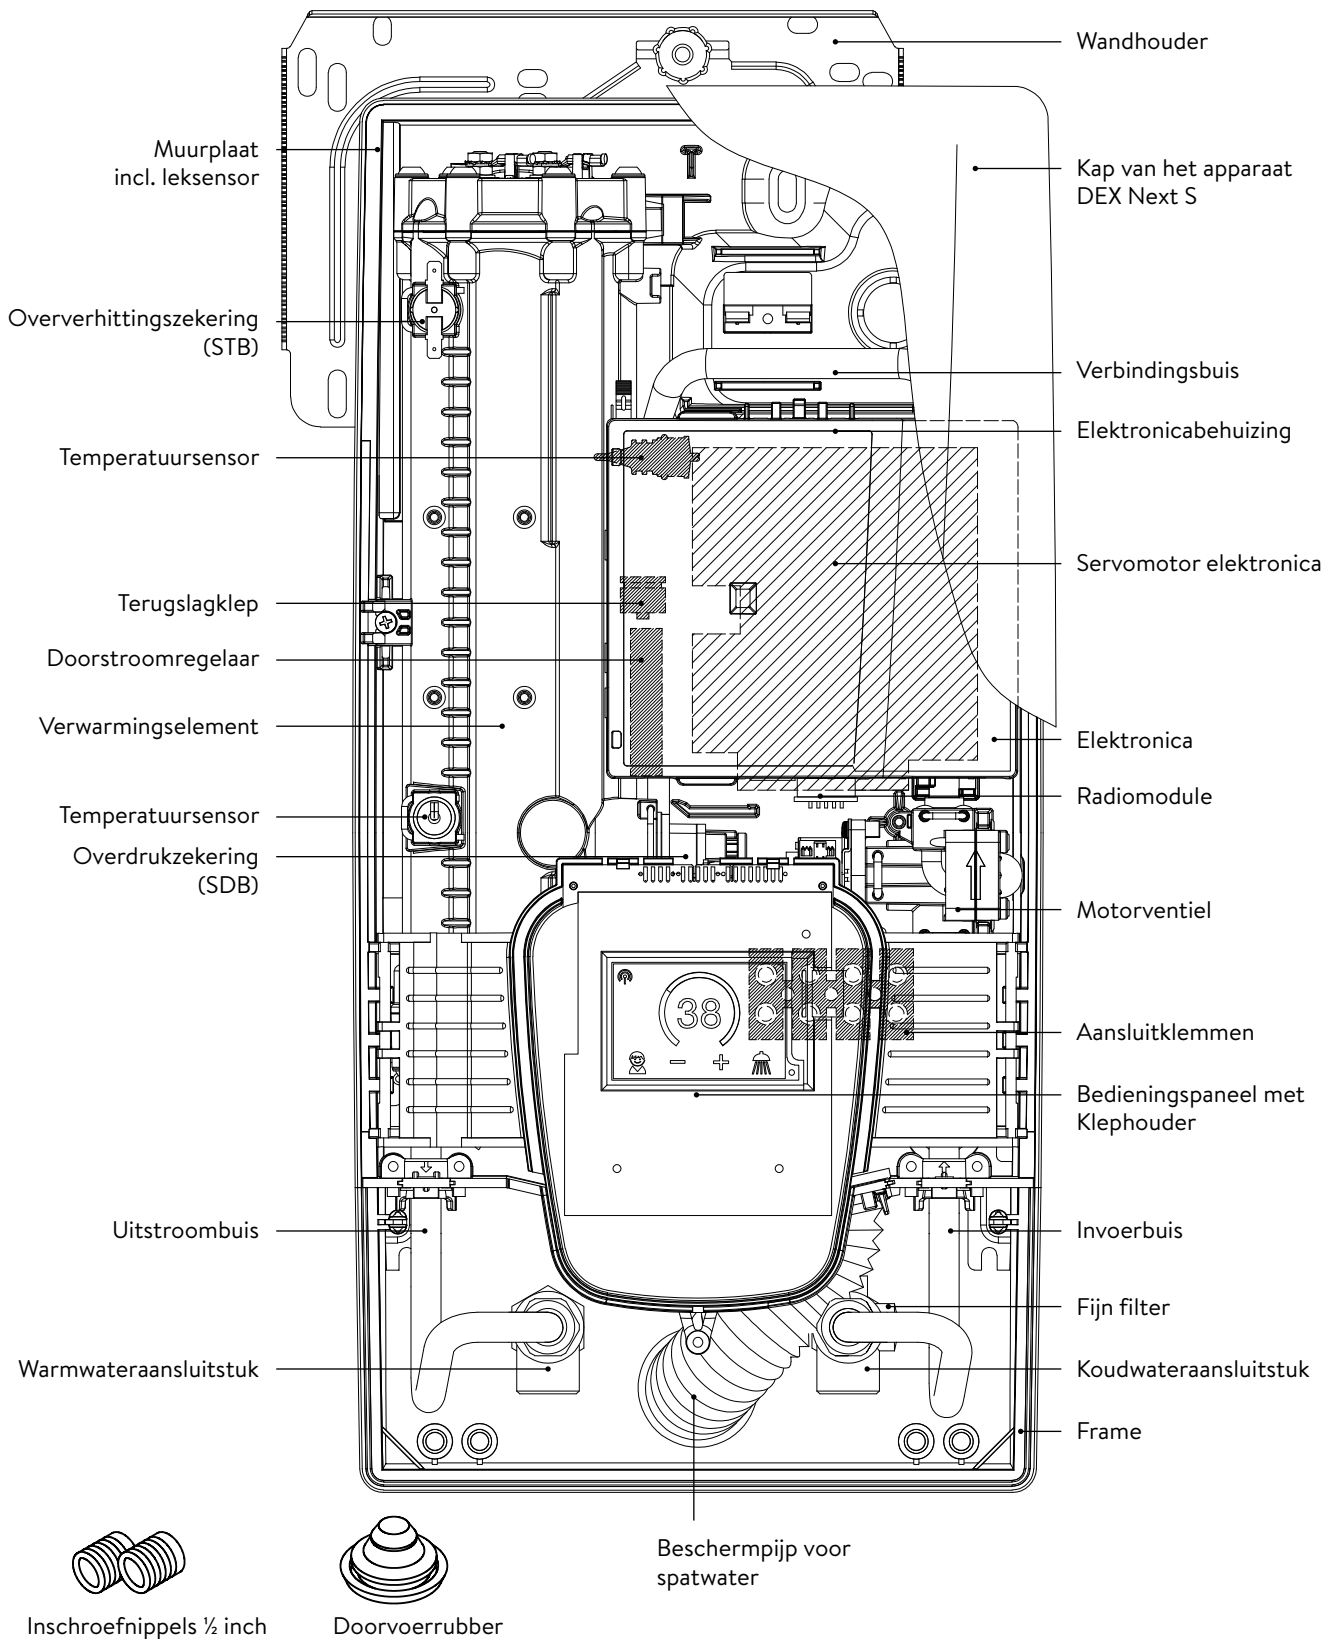 Wandhouder
Muurplaat
incl. leksensor
Kap van het apparaat
DEX Next S
Oververhittingszekering
(STB)
Verbindingsbuis
Elektronicabehuizing
Temperatuursensor
Servomotor elektronica
Terugslagklep
Doorstroomregelaar
Verwarmingselement
Elektronica
Radiomodule
Temperatuursensor
Overdrukzekering
(SDB)
Motorventiel
38
Aansluitklemmen
Bedieningspaneel met
Klephouder
Uitstroombuis
Invoerbuis
Fijn filter
Warmwateraansluitstuk
Koudwateraansluitstuk
Frame
Beschermpijp voor
spatwater
Inschroefnippels ½ inch
Doorvoerrubber